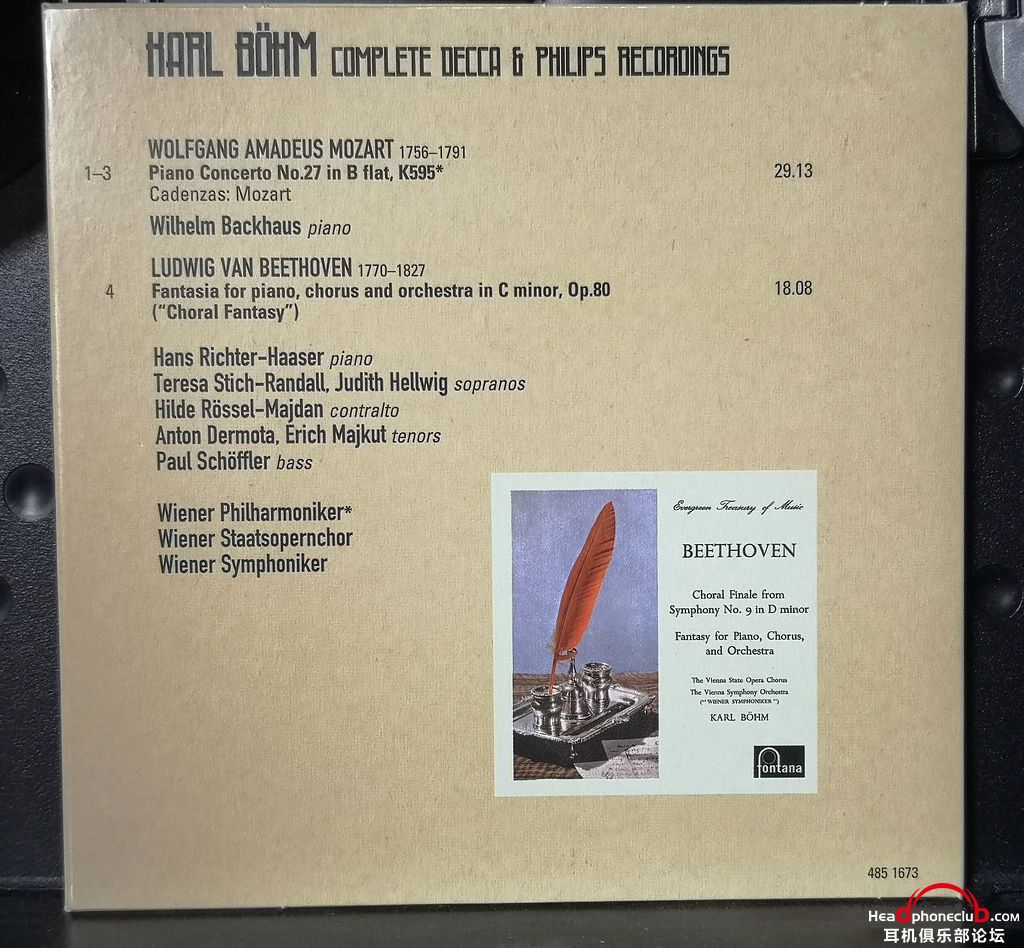 KARL BÖHM COMPLETE DECCA & PHILIPS RECORDINGS
WOLFGANG AMADEUS MOZART 1756–1791
1–3 Piano Concerto No.27 in B flat, K595* 29.13
Cadenzas: Mozart
Wilhelm Backhaus piano
LUDWIG VAN BEETHOVEN 1770–1827
4 Fantasia for piano, chorus and orchestra in C minor, Op.80 18.08
(“Choral Fantasy”)
Hans Richter-Haaser piano
Teresa Stich-Randall, Judith Hellwig sopranos
Hilde Rössel-Majdan contralto
Anton Dermota, Erich Majkut tenors
Paul Schöffler bass
Wiener Philharmoniker*
Wiener Staatsopernchor
Wiener Symphoniker
Evergreen Treasury of Music
BEETHOVEN
Choral Finale from
Symphony No. 9 in D minor
Fantasy for Piano, Chorus,
and Orchestra
The Vienna State Opera Chorus
The Vienna Symphony Orchestra
(“WIENER SYMPHONIKER”)
KARL BÖHM
fontana
485 1673
HeadphoneclubD.com
耳机俱乐部论坛